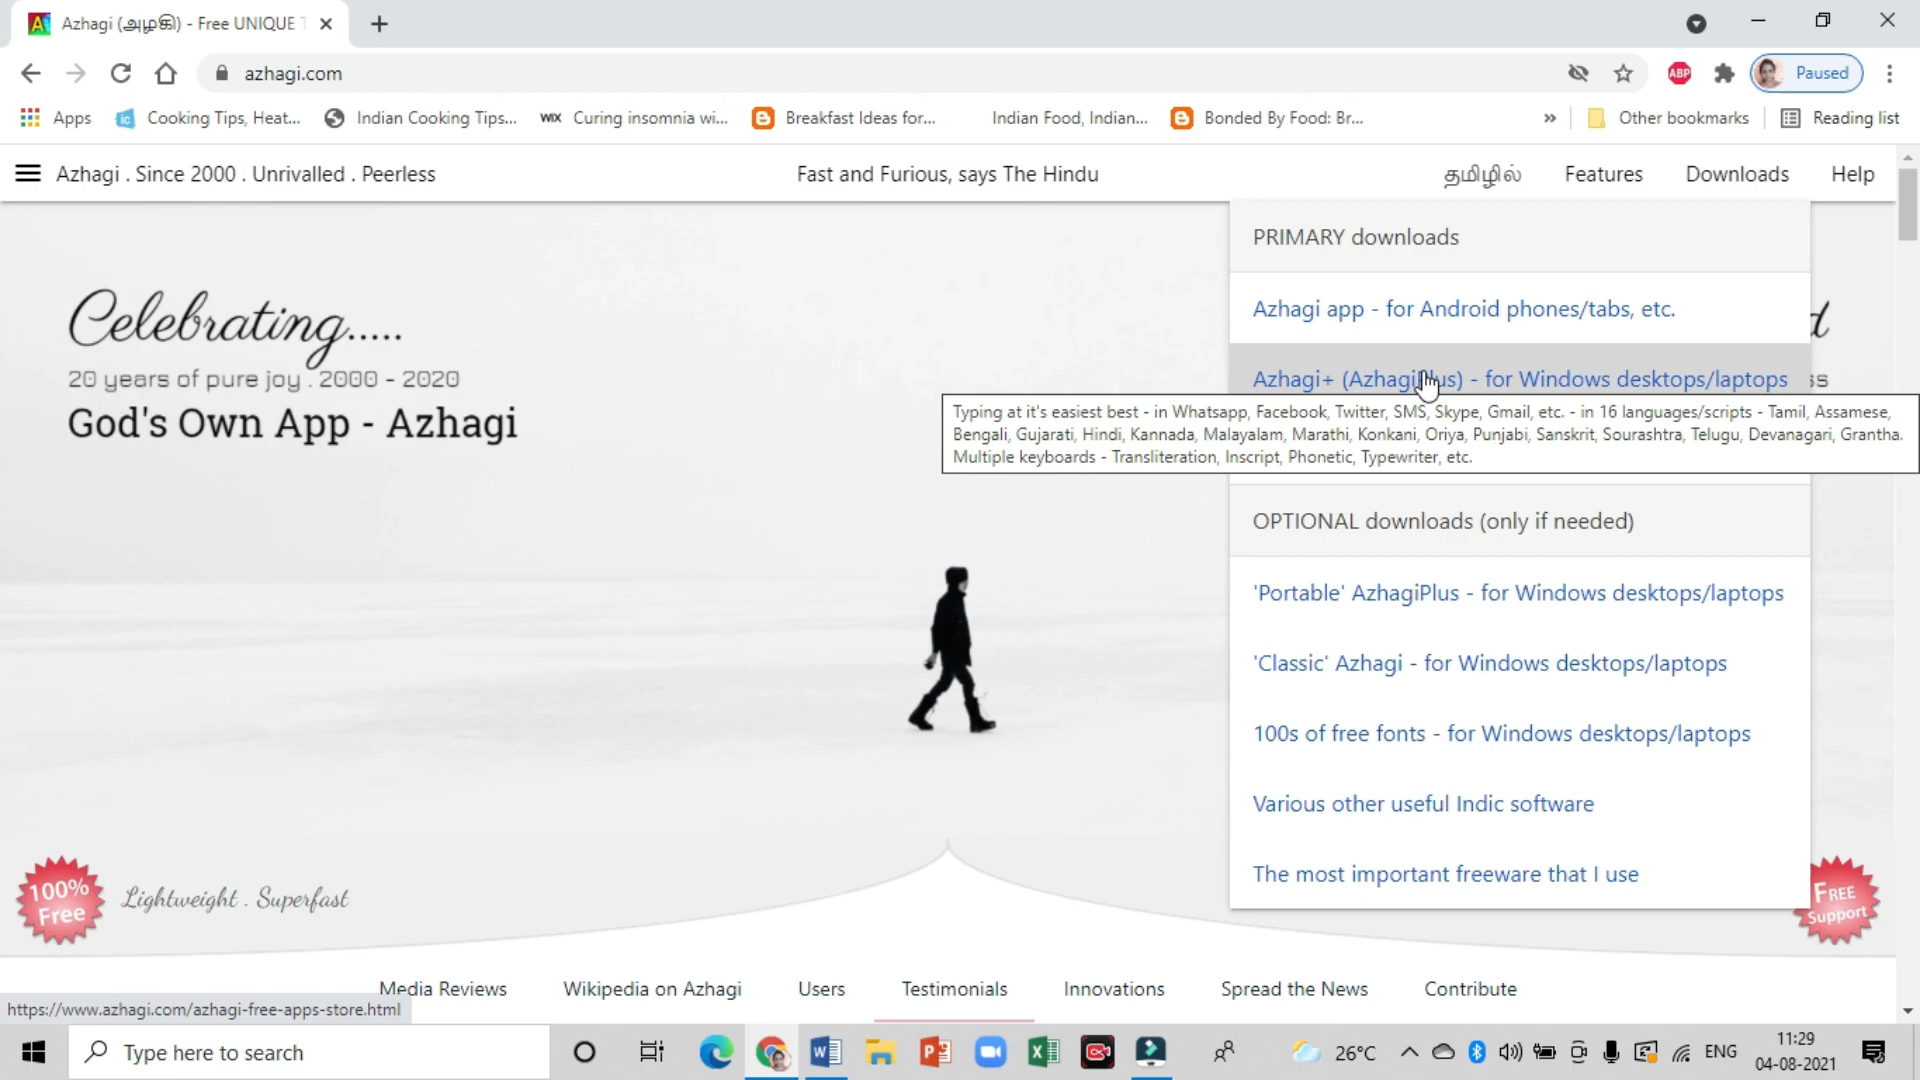 Azhagi (அழகி) - Free UNIQUE T
azhagi.com
ABP
Paused
Apps
Cooking Tips, Heat...
Indian Cooking Tips...
WIX
Curing insomnia wi...
Breakfast Ideas for...
Indian Food, Indian...
Bonded By Food: Br...
Other bookmarks
Reading list
Azhagi . Since 2000 . Unrivalled . Peerless
Fast and Furious, says The Hindu
தமிழில்
Features
Downloads
Help
PRIMARY downloads
Azhagi app - for Android phones/tabs, etc.
Azhagi+ (AzhagiPlus) - for Windows desktops/laptops
Typing at it's easiest best - in Whatsapp, Facebook, Twitter, SMS, Skype, Gmail, etc. - in 16 languages/scripts - Tamil, Assamese,
Bengali, Gujarati, Hindi, Kannada, Malayalam, Marathi, Konkani, Oriya, Punjabi, Sanskrit, Sourashtra, Telugu, Devanagari, Grantha.
Multiple keyboards - Transliteration, Inscript, Phonetic, Typewriter, etc.
OPTIONAL downloads (only if needed)
'Portable' AzhagiPlus - for Windows desktops/laptops
'Classic' Azhagi - for Windows desktops/laptops
100s of free fonts - for Windows desktops/laptops
Various other useful Indic software
The most important freeware that I use
Celebrating.....
20 years of pure joy . 2000 - 2020
God's Own App - Azhagi
100%
Free
Lightweight . Superfast
FREE
Support
Media Reviews
Wikipedia on Azhagi
Users
Testimonials
Innovations
Spread the News
Contribute
https://www.azhagi.com/azhagi-free-apps-store.html
Type here to search
26°C
ENG
11:29
04-08-2021